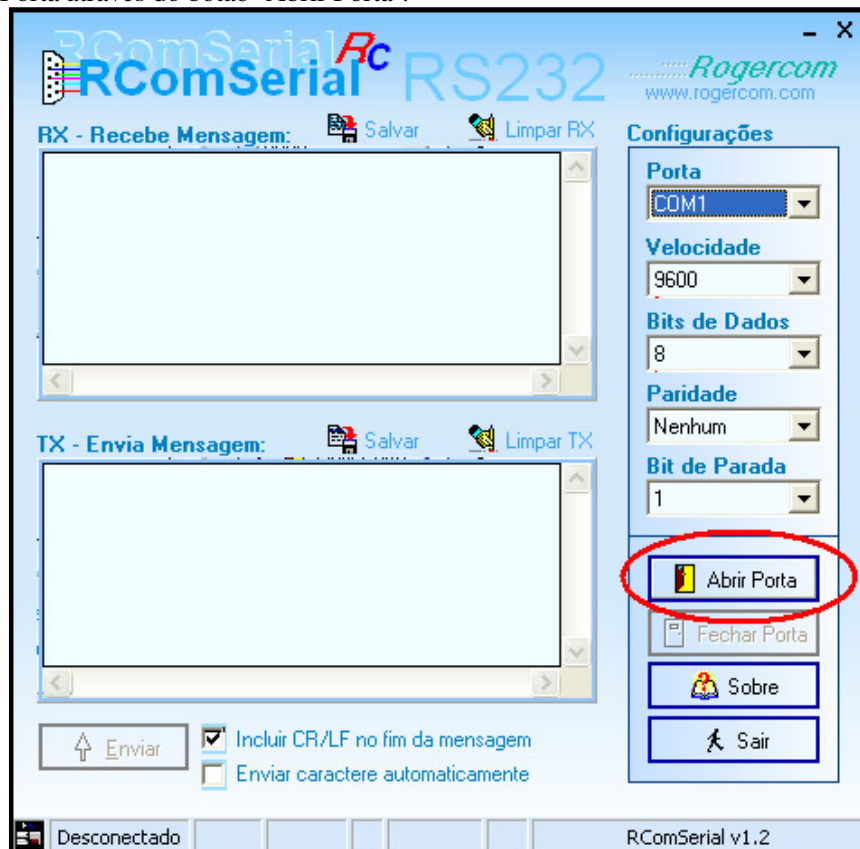 Porta através do botão "Abrir Porta".
RComSerial RC RS232
Rogercom
www.rogercom.com
RX - Recebe Mensagem: Salvar Limpar RX
Configurações
Porta
COM1
Velocidade
9600
Bits de Dados
8
Paridade
Nenhum
Bit de Parada
1
TX - Envia Mensagem: Salvar Limpar TX
Abrir Porta
Fechar Porta
Sobre
Sair
Enviar
Incluir CR/LF no fim da mensagem
Enviar caractere automaticamente
Desconectado
RComSerial v1.2